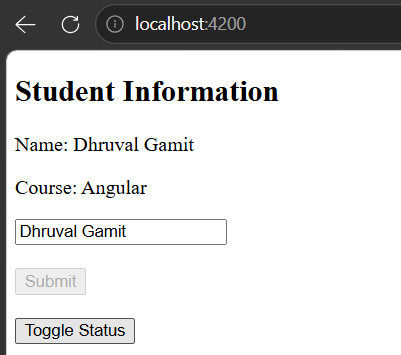 localhost:4200
Student Information
Name: Dhruval Gamit
Course: Angular
Dhruval Gamit
Submit
Toggle Status